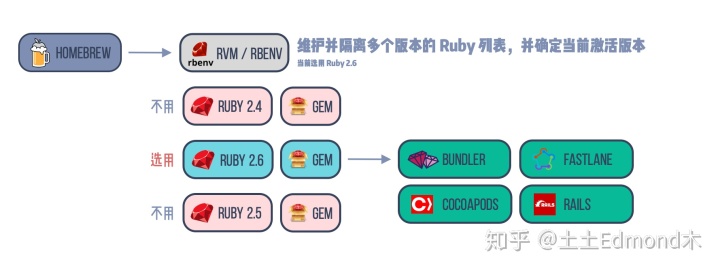 HOMEBREW
rbenv
RVM / RBENV
维护并隔离多个版本的 Ruby 列表，并确定当前激活版本
当前选用 Ruby 2.6
不用 RUBY 2.4 GEM
选用 RUBY 2.6 GEM
BUNDLER FASTLANE
不用 RUBY 2.5 GEM
COCOAPODS RAILS RAILS
知乎 @土土Edmond木